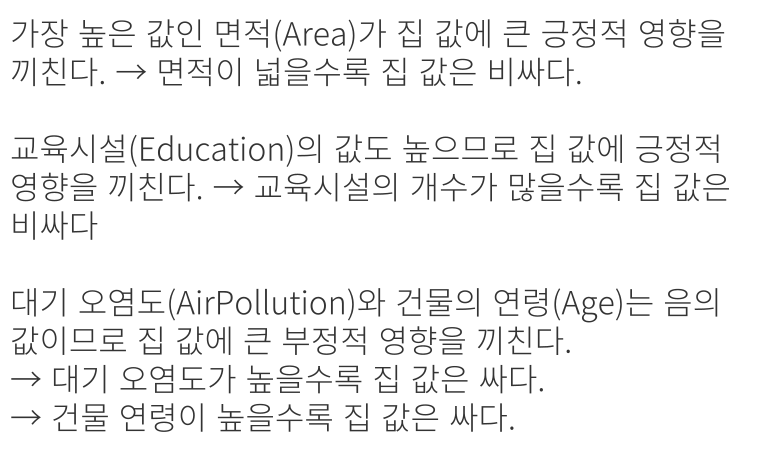 가장 높은 값인 면적(Area)가 집 값에 큰 긍정적 영향을
끼친다. → 면적이 넓을수록 집 값은 비싸다.
교육시설(Education)의 값도 높으므로 집 값에 긍정적
영향을 끼친다. → 교육시설의 개수가 많을수록 집 값은
비싸다
대기 오염도(AirPollution)와 건물의 연령(Age)는 음의
값이므로 집 값에 큰 부정적 영향을 끼친다.
→ 대기 오염도가 높을수록 집 값은 싸다.
→ 건물 연령이 높을수록 집 값은 싸다.